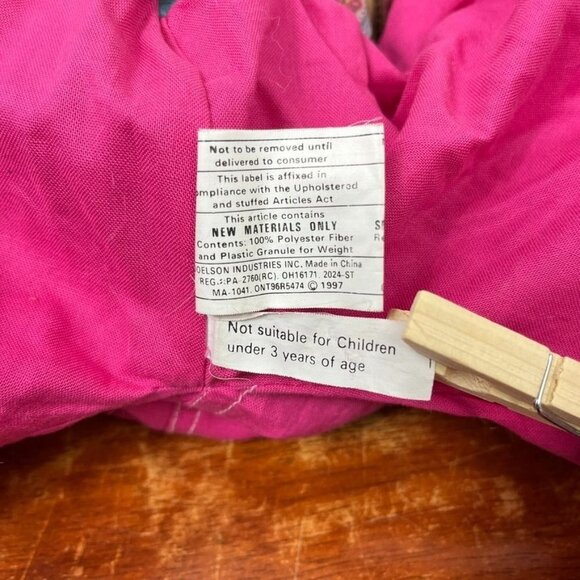 Not to be removed until
delivered to consumer
This label is affixed in
ompliance with the Upholstered
and stuffed Articles Act
This article contains
NEW MATERIALS ONLY
Contents: 100% Polyester Fiber
and Plastic Granule for Weight
OELSON INDUSTRIES INC. Made in China
REG.#:PA-2760(RC). OH16171. 2024-ST
MA-1041. ONT96R5474 © 1997
Not suitable for Children
under 3 years of age